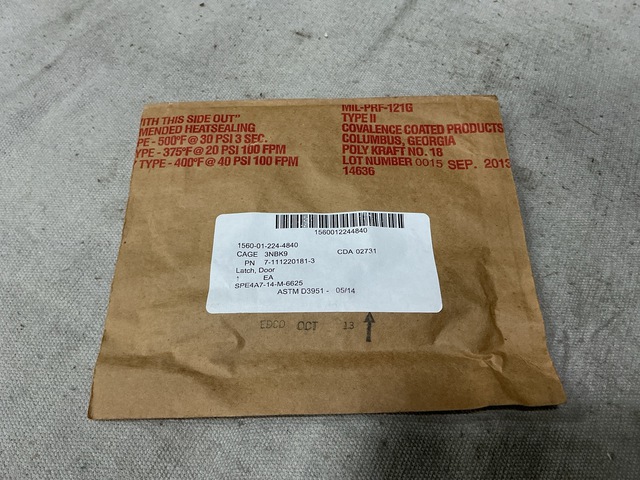 WITH THIS SIDE OUT"
MENDED HEATSEALING
PE - 500°F @ 30 PSI 3 SEC.
YPE - 375°F @ 20 PSI 100 FPM
TYPE - 400°F @ 40 PSI 100 FPM
MIL-PRF-121G
TYPE II
COVALENCE COATED PRODUCTS
COLUMBUS, GEORGIA
POLY KRAFT NO. 18
LOT NUMBER 0015 SEP. 2013
14636
1560012244840
1560-01-224-4840
CAGE 3NBK9 CDA 02731
PN 7-111220181-3
Latch, Door
1 EA
SPE4A7-14-M-6625
ASTM D3951 - 05/14
OCT 13